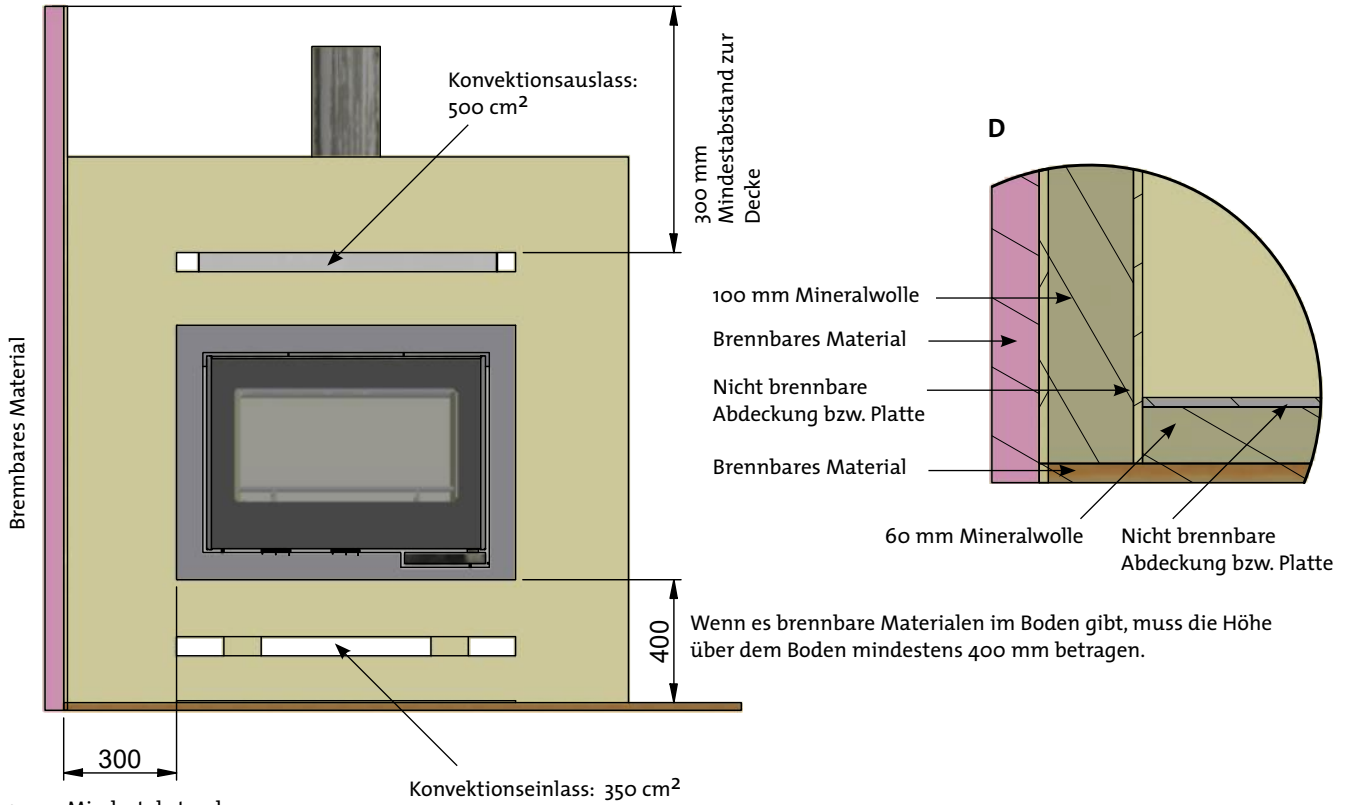 Konvektionsauslass:
500 cm²
300 mm
Mindestabstand zur
Decke
Brennbares Material
D
100 mm Mineralwolle
Brennbares Material
Nicht brennbare
Abdeckung bzw. Platte
Brennbares Material
60 mm Mineralwolle
Nicht brennbare
Abdeckung bzw. Platte
400
Wenn es brennbare Materialen im Boden gibt, muss die Höhe
über dem Boden mindestens 400 mm betragen.
300
Konvektionseinlass: 350 cm²